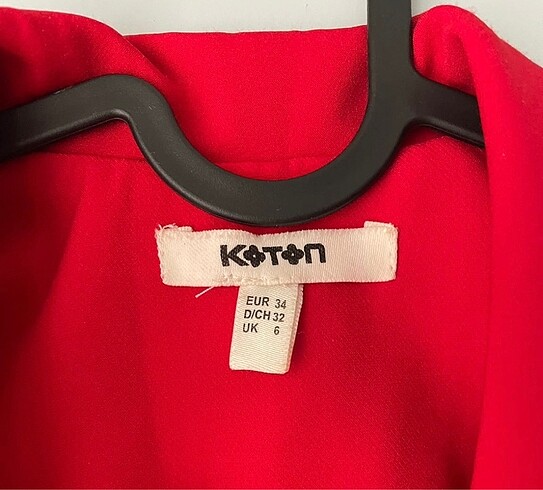 KOTON
EUR 34
D/CH 32
UK 6